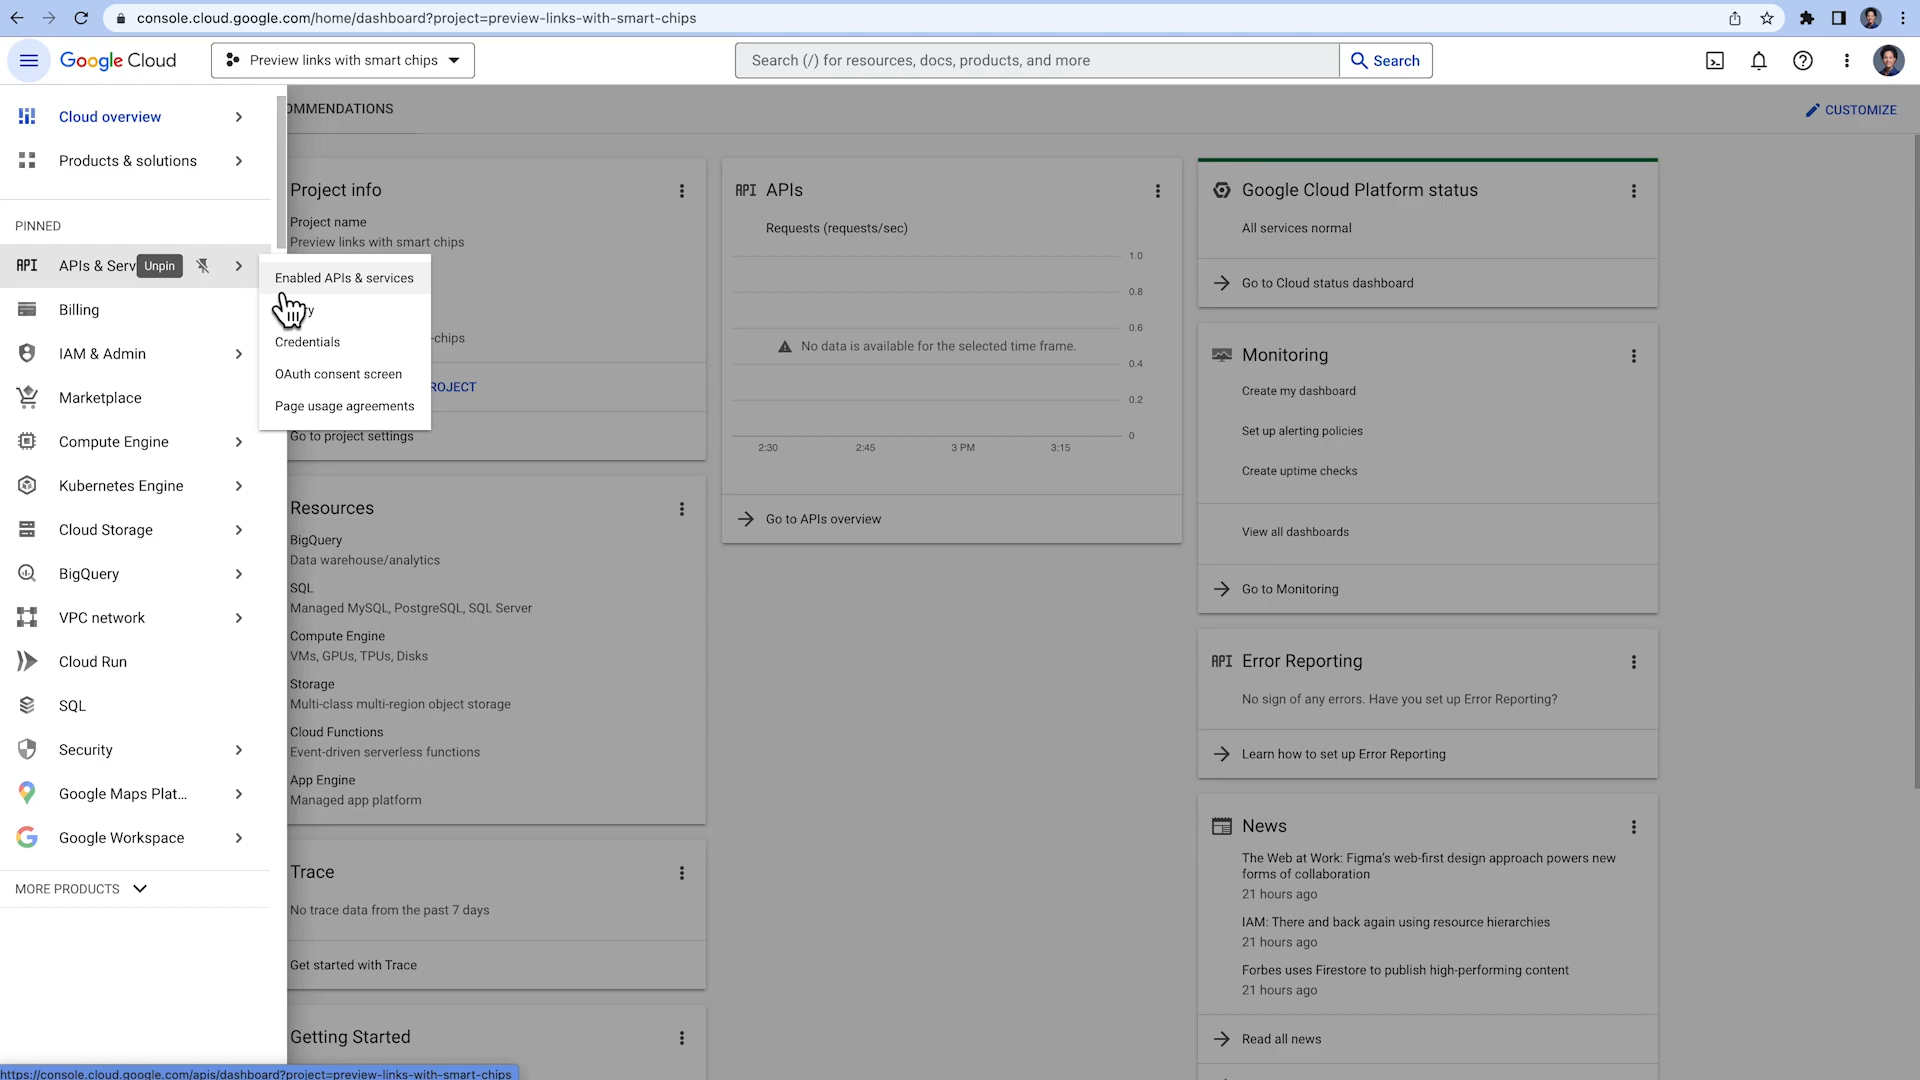 console.cloud.google.com/home/dashboard?project=preview-links-with-smart-chips
Google Cloud
Preview links with smart chips
Search (/) for resources, docs, products, and more
Search
Cloud overview
Products & solutions
PINNED
API APIs & Serv
Unpin
Billing
IAM & Admin
Marketplace
Compute Engine
Kubernetes Engine
Cloud Storage
BigQuery
VPC network
Cloud Run
SQL
Security
Google Maps Plat...
Google Workspace
MORE PRODUCTS
Enabled APIs & services
Credentials
OAuth consent screen
Page usage agreements
OMMENDATIONS
CUSTOMIZE
Project info
Project name
Preview links with smart chips
-chips
ROJECT
Go to project settings
Resources
BigQuery
Data warehouse/analytics
SQL
Managed MySQL, PostgreSQL, SQL Server
Compute Engine
VMs, GPUs, TPUs, Disks
Storage
Multi-class multi-region object storage
Cloud Functions
Event-driven serverless functions
App Engine
Managed app platform
Trace
No trace data from the past 7 days
Get started with Trace
Getting Started
API APIs
Requests (requests/sec)
1.0
0.8
0.6
No data is available for the selected time frame.
0.4
0.2
0
2:30 2:45 3 PM 3:15
Go to APIs overview
Google Cloud Platform status
All services normal
Go to Cloud status dashboard
Monitoring
Create my dashboard
Set up alerting policies
Create uptime checks
View all dashboards
Go to Monitoring
API Error Reporting
No sign of any errors. Have you set up Error Reporting?
Learn how to set up Error Reporting
News
The Web at Work: Figma's web-first design approach powers new
forms of collaboration
21 hours ago
IAM: There and back again using resource hierarchies
21 hours ago
Forbes uses Firestore to publish high-performing content
21 hours ago
Read all news
https://console.cloud.google.com/apis/dashboard?project=preview-links-with-smart-chips